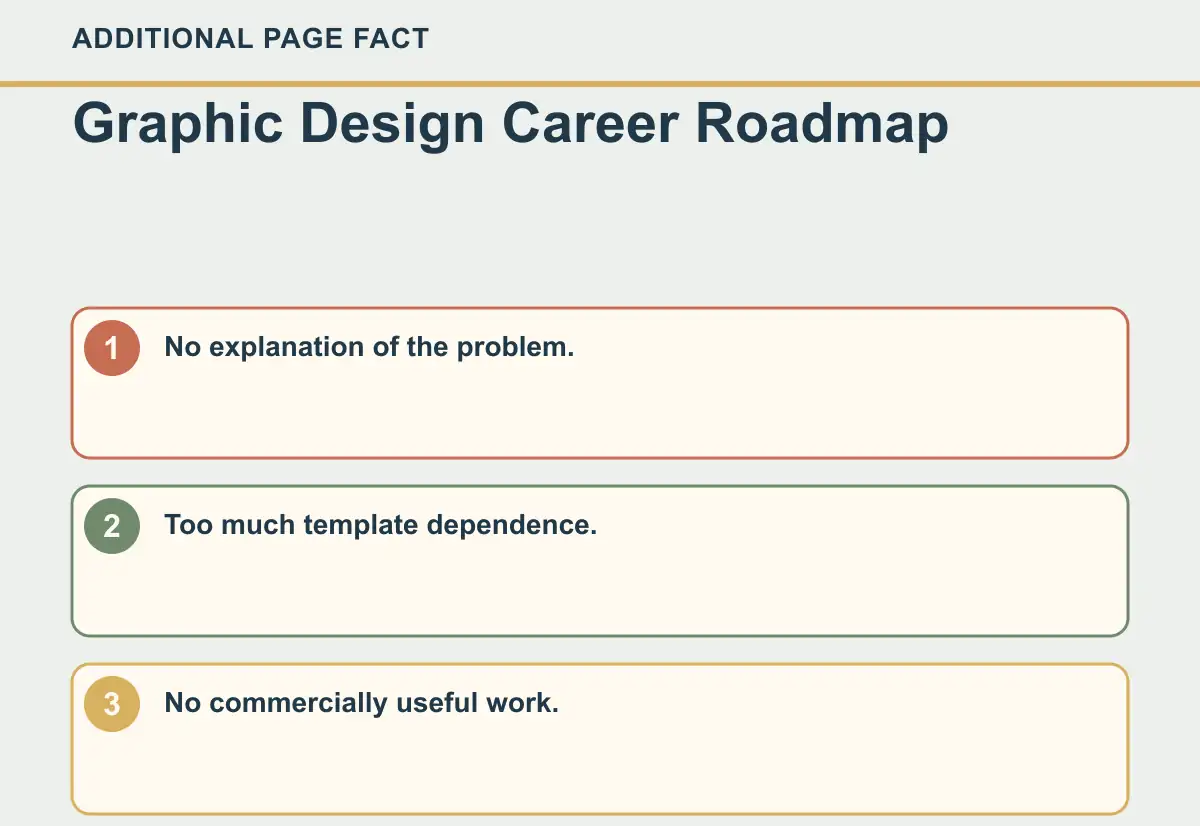 ADDITIONAL PAGE FACT
Graphic Design Career Roadmap
1 No explanation of the problem.
2 Too much template dependence.
3 No commercially useful work.